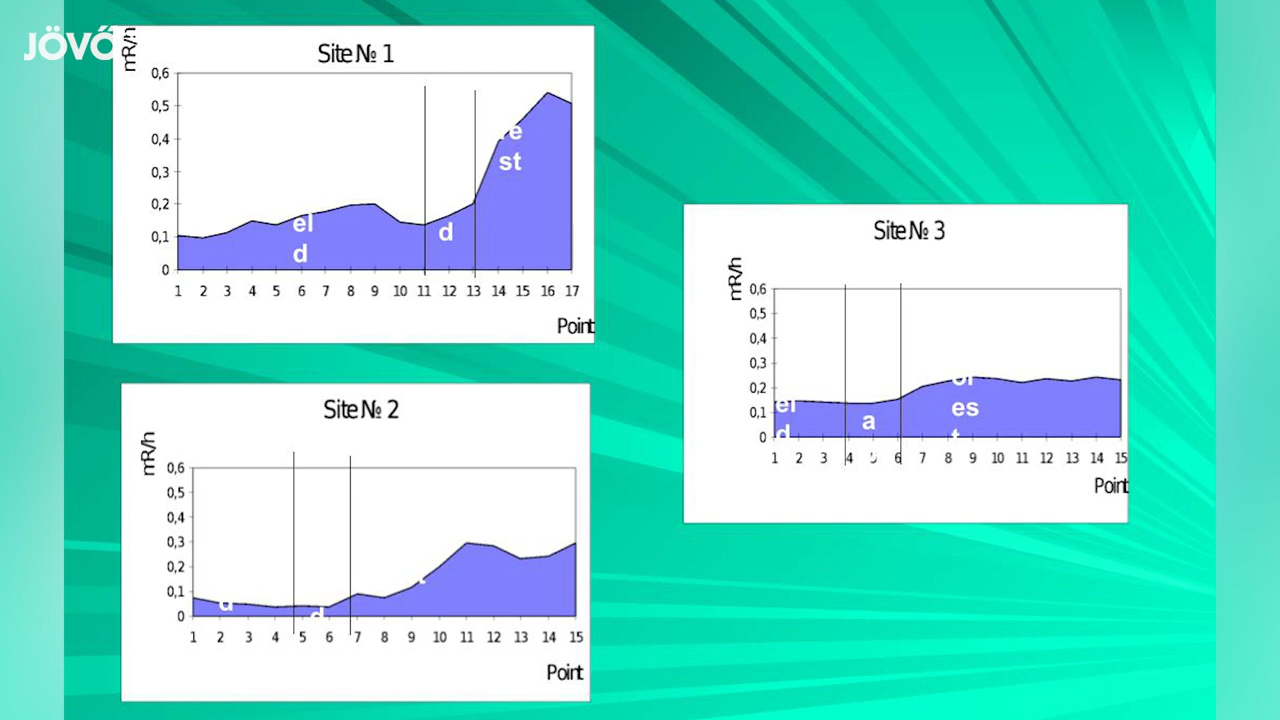 JÖVŐ
mR/h
Site № 1
0,6
0,5
0,4
0,3
0,2
0,1
0
est
el
d
d
1 2 3 4 5 6 7 8 9 10 11 12 13 14 15 16 17
Point
Site № 2
mR/h
0,6
0,5
0,4
0,3
0,2
0,1
0
d
d
t
1 2 3 4 5 6 7 8 9 10 11 12 13 14 15
Point
Site № 3
mR/h
0,6
0,5
0,4
0,3
0,2
0,1
0
el
d
a
or
es
t
1 2 3 4 5 6 7 8 9 10 11 12 13 14 15
Point